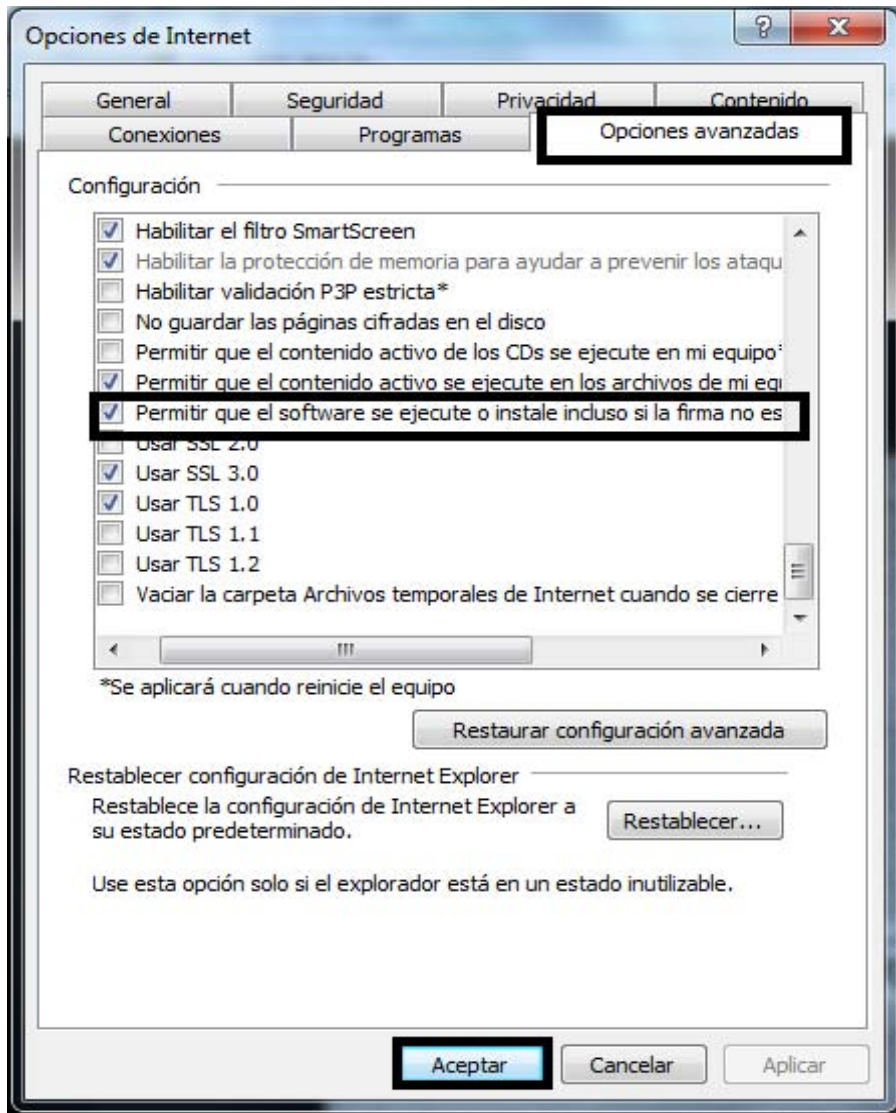 Opciones de Internet
General Seguridad Privacidad Contenido
Conexiones Programas Opciones avanzadas
Configuración
Habilitar el filtro SmartScreen
Habilitar la protección de memoria para ayudar a prevenir los ataqu
Habilitar validación P3P estricta*
No guardar las páginas cifradas en el disco
Permitir que el contenido activo de los CDs se ejecute en mi equipo*
Permitir que el contenido activo se ejecute en los archivos de mi equ
Permitir que el software se ejecute o instale incluso si la firma no es
Usar SSL 2.0
Usar SSL 3.0
Usar TLS 1.0
Usar TLS 1.1
Usar TLS 1.2
Vaciar la carpeta Archivos temporales de Internet cuando se cierre
*Se aplicará cuando reinicie el equipo
Restaurar configuración avanzada
Restablecer configuración de Internet Explorer
Restablece la configuración de Internet Explorer a
su estado predeterminado.
Restablecer...
Use esta opción solo si el explorador está en un estado inutilizable.
Aceptar Cancelar Aplicar